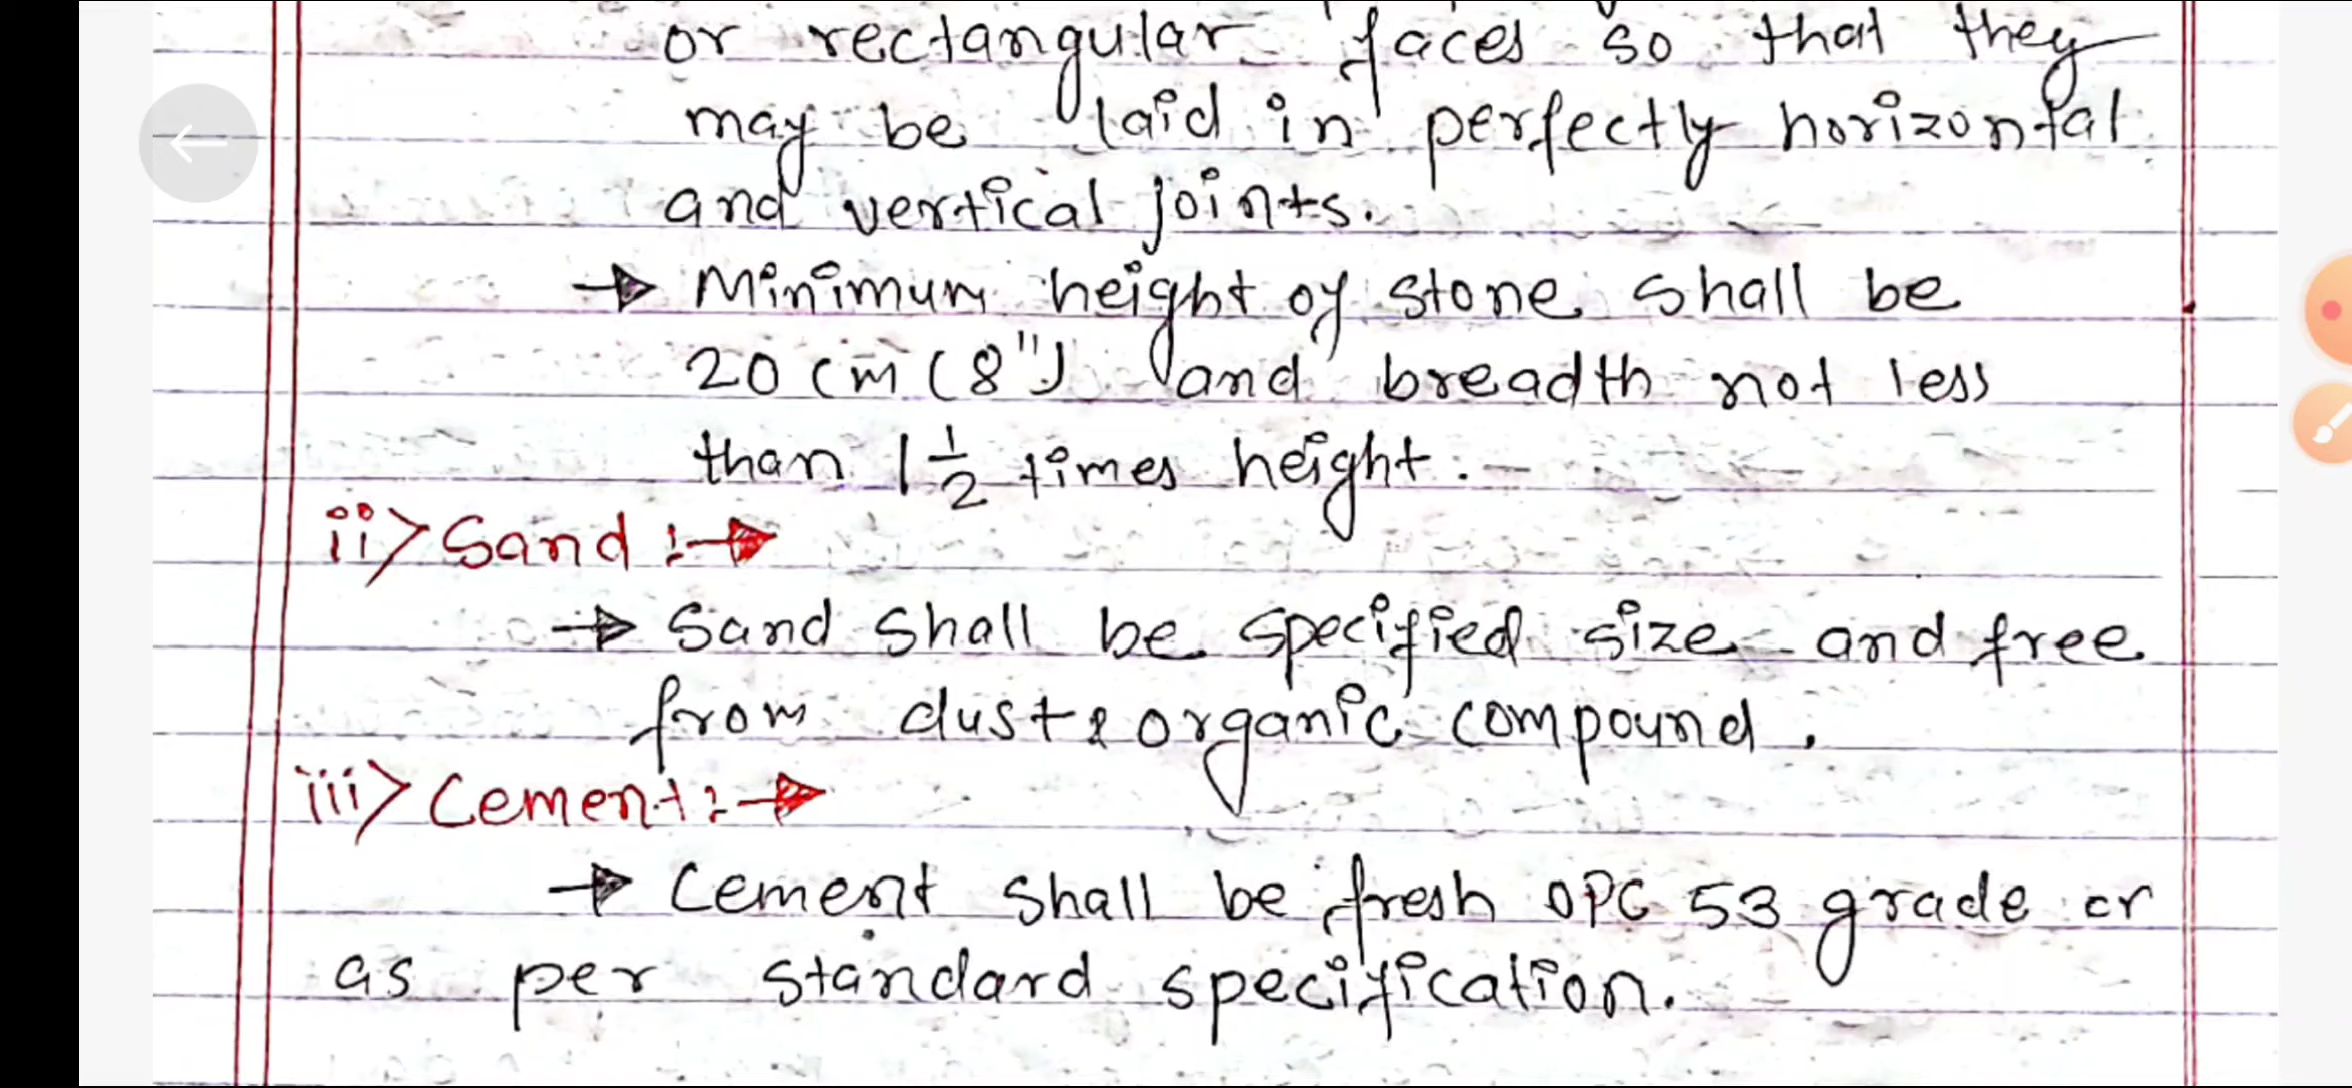 or rectangular faces so that they
may be laid in perfectly horizontal
and vertical joints.
→ Minimum height of stone shall be
20 cm (8") and breadth not less
than 1 1/2 times height.
ii> Sand :→
→ Sand shall be specified size and free
from dust & organic compound.
iii> Cement :→
→ Cement shall be fresh OPC 53 grade or
as per standard specification.